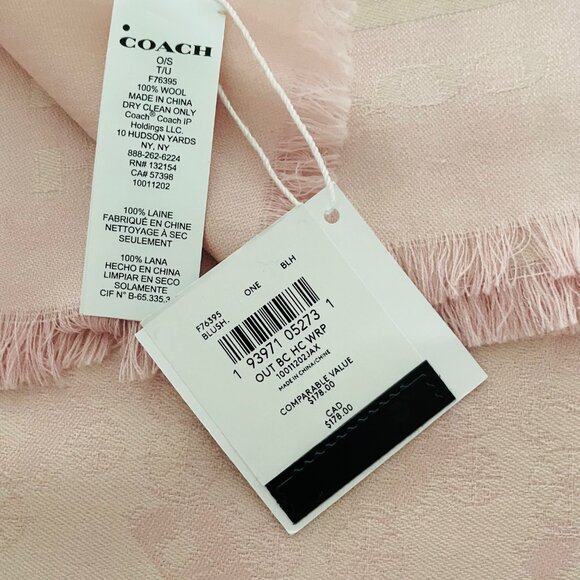 COACH
O/S
T/U
F76395
100% WOOL
MADE IN CHINA
DRY CLEAN ONLY
Coach® Coach IP
Holdings LLC.
10 HUDSON YARDS
NY, NY
888-262-6224
RN# 132154
CA# 57398
10011202
100% LAINE
FABRIQUÉ EN CHINE
NETTOYAGE À SEC
SEULEMENT
100% LANA
HECHO EN CHINA
LIMPIAR EN SECO
SOLAMENTE
CIF Nº B-65.335.3
F76395 ONE BLH
BLUSH.
1 93971 05273 1
OUT BC HC WRP
10011202JAX
MADE IN CHINA/CHINE
COMPARABLE VALUE
$178.00
CAD
$178.00